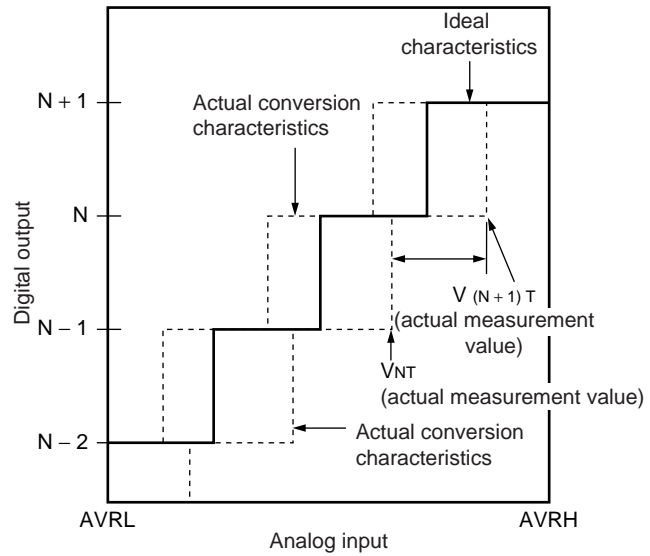 Ideal
characteristics
N + 1
Actual conversion
characteristics
N
Digital output
V (N + 1) T
(actual measurement
value)
N – 1
VNT
(actual measurement value)
Actual conversion
characteristics
N – 2
AVRL
AVRH
Analog input